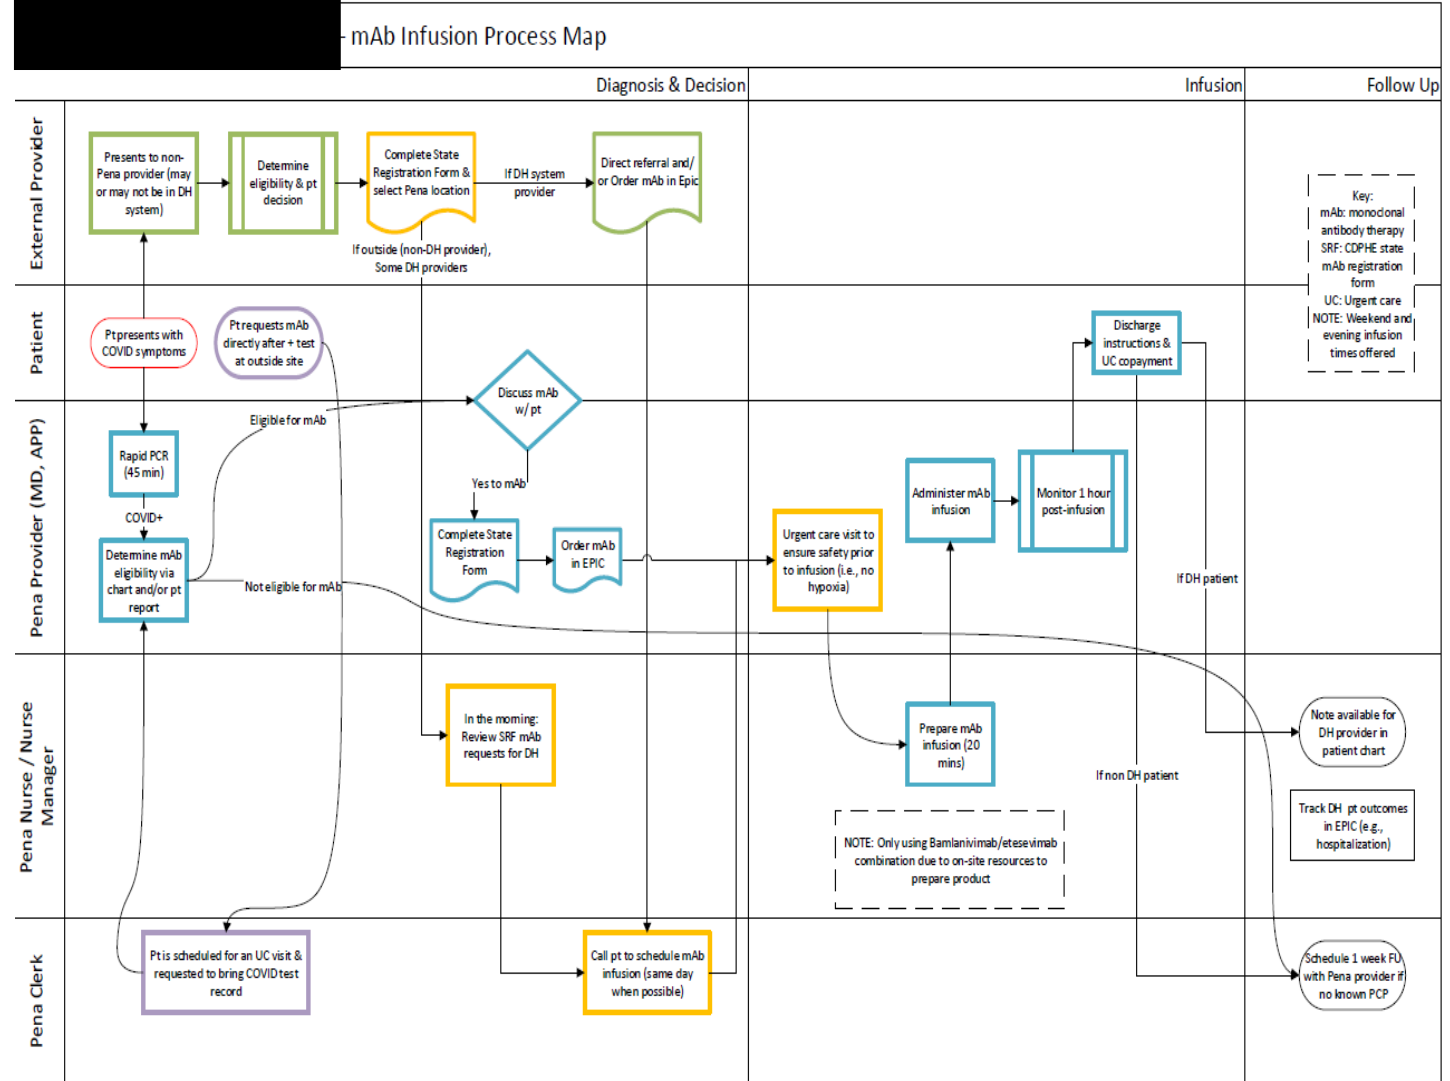 - mAb Infusion Process Map
Diagnosis & Decision
Infusion
Follow Up
External Provider
Presents to non-
Pena provider (may
or may not be in DH
system)
Determine
eligibility & pt
decision
Complete State
Registration Form &
select Pena location
If DH system
provider
Direct referral and/
or Order mAb in Epic
If outside (non-DH provider),
Some DH providers
Key:
mAb: monoclonal
antibody therapy
SRF: CDPHE state
mAb registration
form
UC: Urgent care
NOTE: Weekend and
evening infusion
times offered
Patient
Pt presents with
COVID symptoms
Pt requests mAb
directly after + test
at outside site
Discuss mAb
w/ pt
Discharge
instructions &
UC copayment
Pena Provider (MD, APP)
Eligible for mAb
Rapid PCR
(45 min)
COVID+
Determine mAb
eligibility via
chart and/or pt
report
Not eligible for mAb
Yes to mAb
Complete State
Registration
Form
Order mAb
in EPIC
Urgent care visit to
ensure safety prior
to infusion (i.e., no
hypoxia)
Administer mAb
infusion
Monitor 1 hour
post-infusion
If DH patient
Pena Nurse / Nurse
Manager
In the morning:
Review SRF mAb
requests for DH
Prepare mAb
infusion (20
mins)
If non DH patient
Note available for
DH provider in
patient chart
NOTE: Only using Bamlanivimab/etesevimab
combination due to on-site resources to
prepare product
Track DH pt outcomes
in EPIC (e.g.,
hospitalization)
Pena Clerk
Pt is scheduled for an UC visit &
requested to bring COVID test
record
Call pt to schedule mAb
infusion (same day
when possible)
Schedule 1 week FU
with Pena provider if
no known PCP